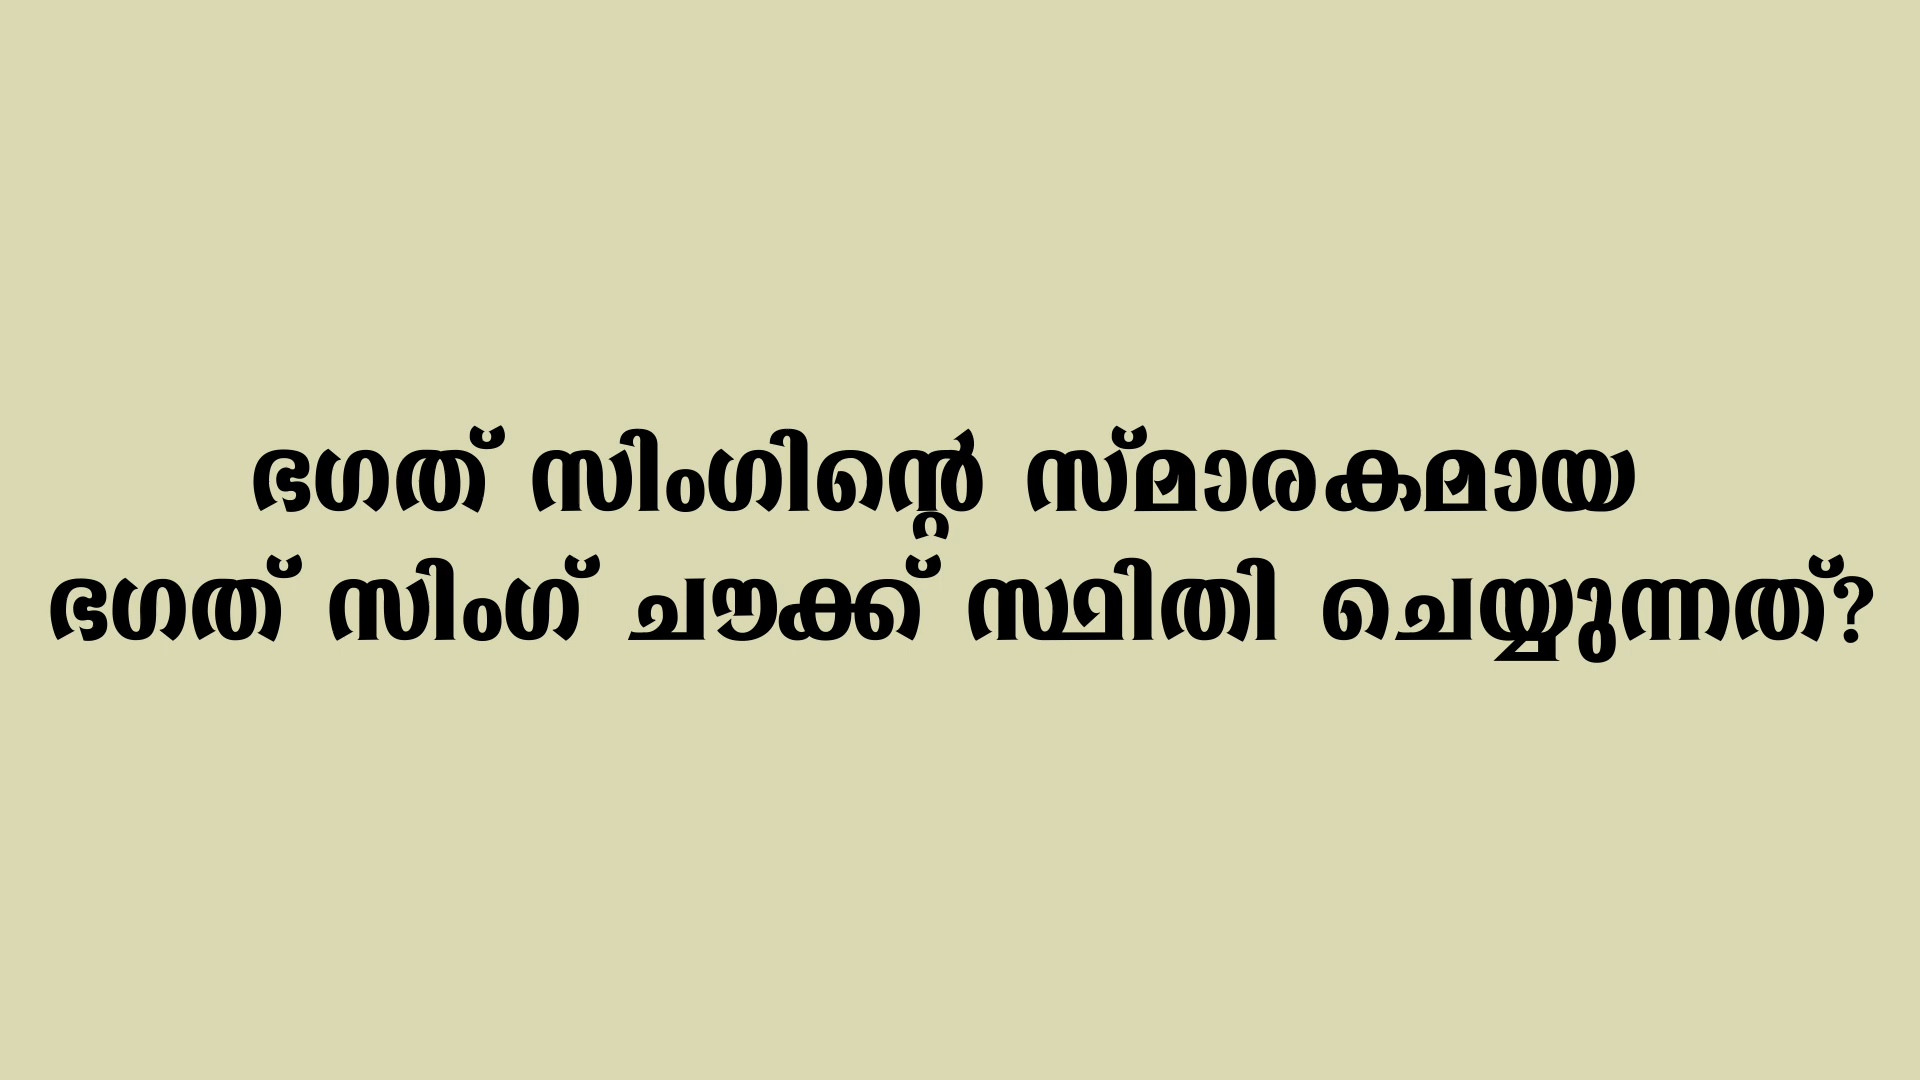 ഭഗത് സിംഗിന്റെ സ്മാരകമായ
ഭഗത് സിംഗ് ചൗക്ക് സ്ഥിതി ചെയ്യുന്നത്?